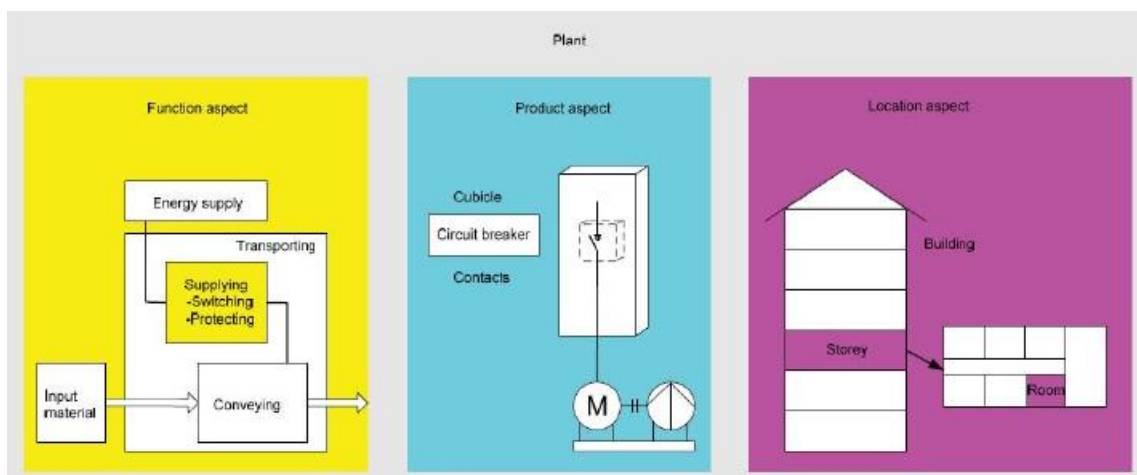 Plant
Function aspect
Energy supply
Transporting
Supplying
-Switching
-Protecting
Input
material
Conveying
Product aspect
Cubicle
Circuit breaker
Contacts
M
Location aspect
Building
Storey
Room